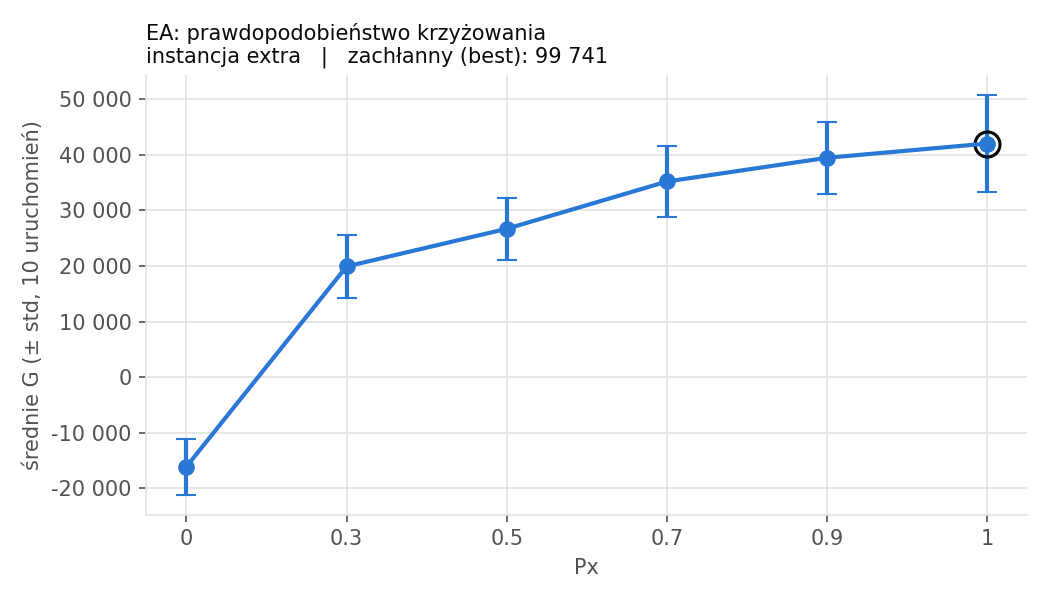 EA: prawdopodobieństwo krzyżowania
instancja extra | zachłanny (best): 99 741
średnie G (± std, 10 uruchomień)
50 000
40 000
30 000
20 000
10 000
0
-10 000
-20 000
0 0.3 0.5 0.7 0.9 1
Px